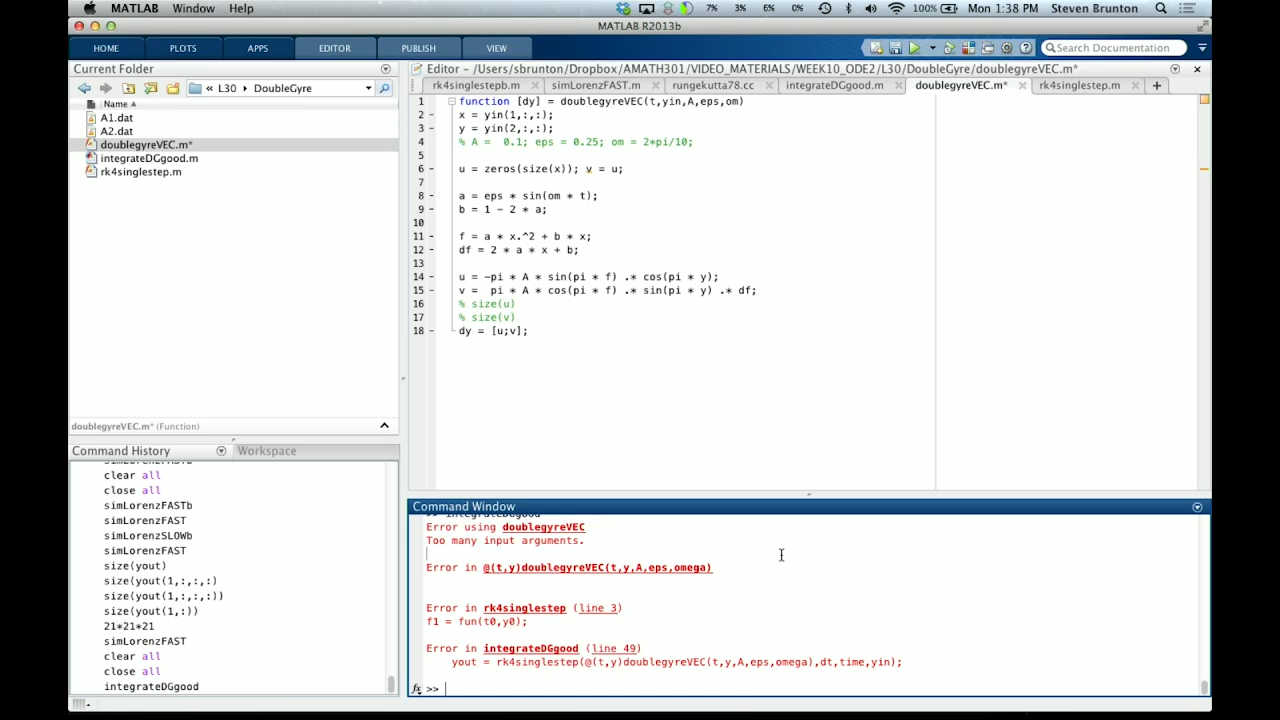 MATLAB Window Help 7% 3% 6% 0% 100% Mon 1:38 PM Steven Brunton
MATLAB R2013b
HOME PLOTS APPS EDITOR PUBLISH VIEW Search Documentation
Current Folder
« L30 ▸ DoubleGyre
Name
A1.dat
A2.dat
doublegyreVEC.m*
integrateDGgood.m
rk4singlestep.m
doublegyreVEC.m* (Function)
Command History Workspace
clear all
close all
simLorenzFASTb
simLorenzFAST
simLorenzSLOWb
simLorenzFAST
size(yout)
size(yout(1,:,:,:)
size(yout(1,:,:,:))
size(yout(1,:))
21*21*21
simLorenzFAST
clear all
close all
integrateDGgood
Editor - /Users/sbrunton/Dropbox/AMATH301/VIDEO_MATERIALS/WEEK10_ODE2/L30/DoubleGyre/doublegyreVEC.m*
rk4singlestepb.m simLorenzFAST.m rungekutta78.cc integrateDGgood.m doublegyreVEC.m* rk4singlestep.m
1 function [dy] = doublegyreVEC(t,yin,A,eps,om)
2 - x = yin(1,:,:);
3 - y = yin(2,:,:);
4 % A =  0.1; eps = 0.25; om = 2*pi/10;
5
6 - u = zeros(size(x)); v = u;
7
8 - a = eps * sin(om * t);
9 - b = 1 - 2 * a;
10
11 - f = a * x.^2 + b * x;
12 - df = 2 * a * x + b;
13
14 - u = -pi * A * sin(pi * f) .* cos(pi * y);
15 - v =  pi * A * cos(pi * f) .* sin(pi * y) .* df;
16 % size(u)
17 % size(v)
18 - dy = [u;v];
Command Window
>> integrateDGgood
Error using doublegyreVEC
Too many input arguments.
Error in @(t,y)doublegyreVEC(t,y,A,eps,omega)
Error in rk4singlestep (line 3)
f1 = fun(t0,y0);
Error in integrateDGgood (line 49)
yout = rk4singlestep(@(t,y)doublegyreVEC(t,y,A,eps,omega),dt,time,yin);
fx >>